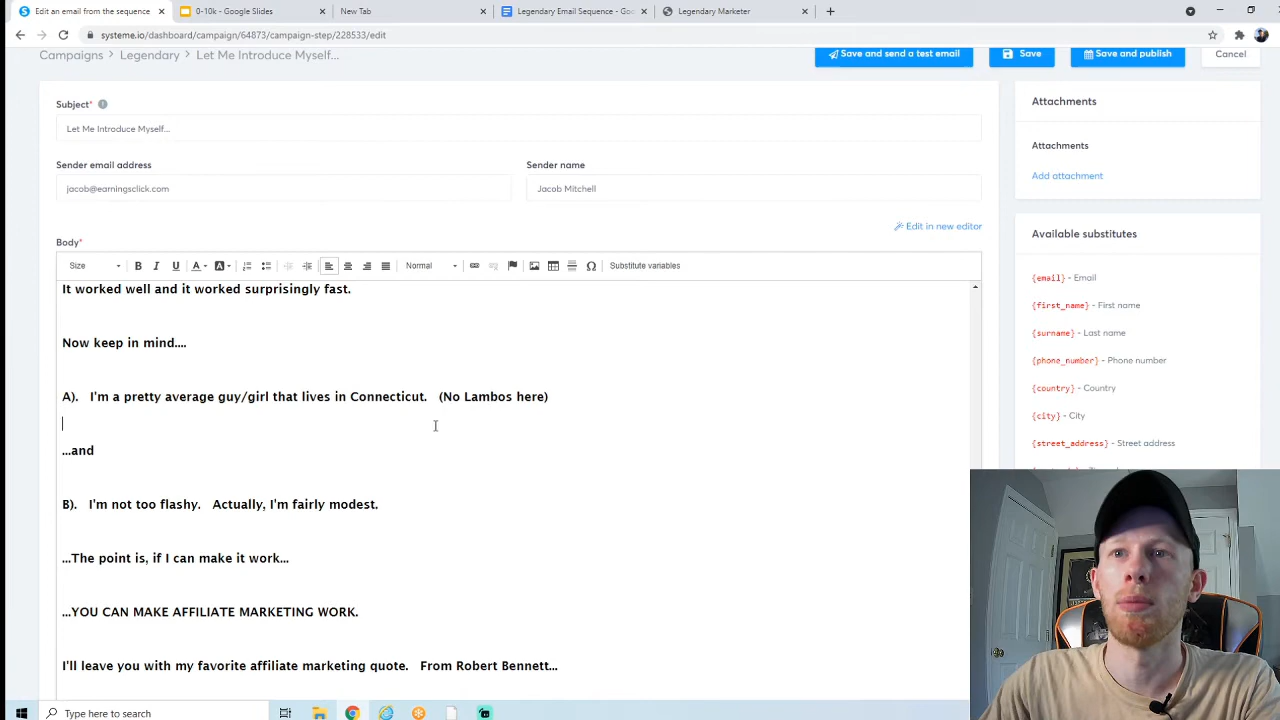 Edit an email from the sequence
0-10k - Google Slides
New Tab
Legendary Email Sequence - Goo
Legendary Marketer
systeme.io/dashboard/campaign/64873/campaign-step/228533/edit
Campaigns > Legendary > Let Me Introduce Myself...
Save and send a test email
Save
Save and publish
Cancel
Subject*
Let Me Introduce Myself...
Sender email address
Sender name
jacob@earningsclick.com
Jacob Mitchell
Edit in new editor
Body*
Size
B I U A A
Normal
Ω
Substitute variables
It worked well and it worked surprisingly fast.
Now keep in mind....
A). I'm a pretty average guy/girl that lives in Connecticut. (No Lambos here)
...and
B). I'm not too flashy. Actually, I'm fairly modest.
...The point is, if I can make it work...
...YOU CAN MAKE AFFILIATE MARKETING WORK.
I'll leave you with my favorite affiliate marketing quote. From Robert Bennett...
Attachments
Attachments
Add attachment
Available substitutes
{email} - Email
{first_name} - First name
{surname} - Last name
{phone_number} - Phone number
{country} - Country
{city} - City
{street_address} - Street address
Type here to search